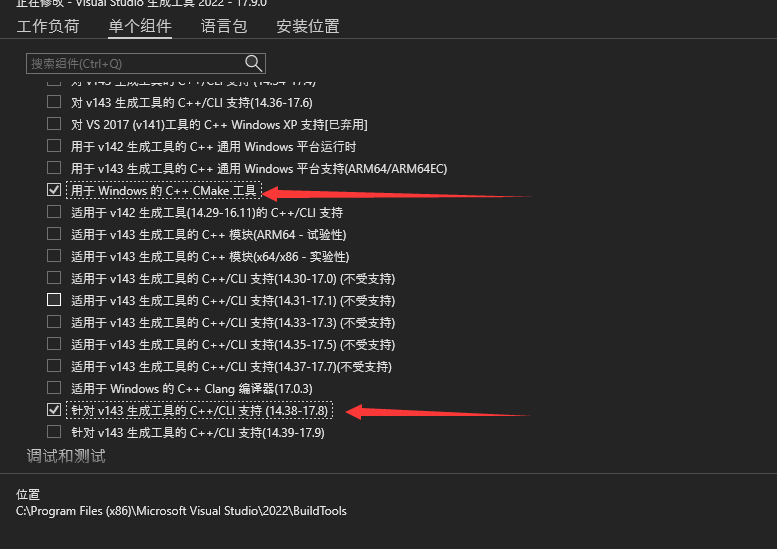 正在修改 - Visual Studio 生成工具 2022 - 17.9.0
工作负荷 单个组件 语言包 安装位置
搜索组件(Ctrl+Q)
对 v143 生成工具的 C++/CLI 支持 (14.34-17.4)
对 v143 生成工具的 C++/CLI 支持(14.36-17.6)
对 VS 2017 (v141)工具的 C++ Windows XP 支持[已弃用]
用于 v142 生成工具的 C++ 通用 Windows 平台运行时
用于 v143 生成工具的 C++ 通用 Windows 平台支持(ARM64/ARM64EC)
用于 Windows 的 C++ CMake 工具
适用于 v142 生成工具(14.29-16.11)的 C++/CLI 支持
适用于 v143 生成工具的 C++ 模块(ARM64 - 试验性)
适用于 v143 生成工具的 C++ 模块(x64/x86 - 实验性)
适用于 v143 生成工具的 C++/CLI 支持(14.30-17.0) (不受支持)
适用于 v143 生成工具的 C++/CLI 支持(14.31-17.1) (不受支持)
适用于 v143 生成工具的 C++/CLI 支持(14.33-17.3) (不受支持)
适用于 v143 生成工具的 C++/CLI 支持(14.35-17.5) (不受支持)
适用于 v143 生成工具的 C++/CLI 支持(14.37-17.7)(不受支持)
适用于 Windows 的 C++ Clang 编译器(17.0.3)
针对 v143 生成工具的 C++/CLI 支持 (14.38-17.8)
针对 v143 生成工具的 C++/CLI 支持(14.39-17.9)
调试和测试
位置
C:\Program Files (x86)\Microsoft Visual Studio\2022\BuildTools